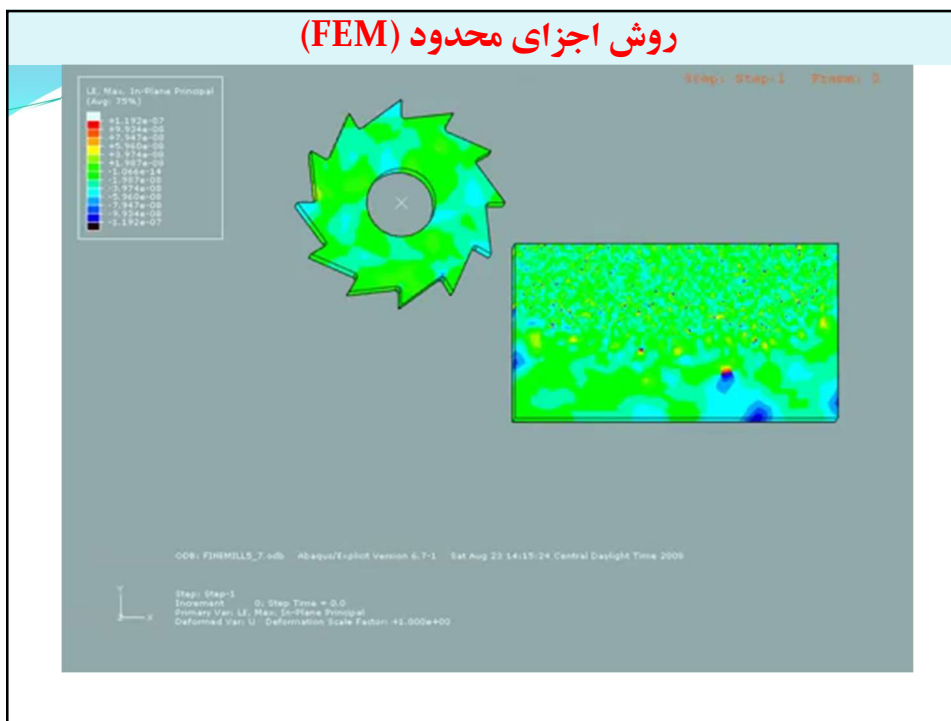 روش اجزای محدود (FEM)
Step: Step-1 Frame: 0
LE, Max. In-Plane Principal
(Avg: 75%)
+1.192e-07
+9.934e-08
+7.947e-08
+5.960e-08
+3.974e-08
+1.987e-08
-1.066e-14
-1.987e-08
-3.974e-08
-5.960e-08
-7.947e-08
-9.934e-08
-1.192e-07
ODB: FINEMILL5_7.odb Abaqus/Explicit Version 6.7-1 Sat Aug 23 14:15:24 Central Daylight Time 2008
Step: Step-1
Increment 0: Step Time = 0.0
Primary Var: LE, Max. In-Plane Principal
Deformed Var: U Deformation Scale Factor: +1.000e+00
Y
Z X